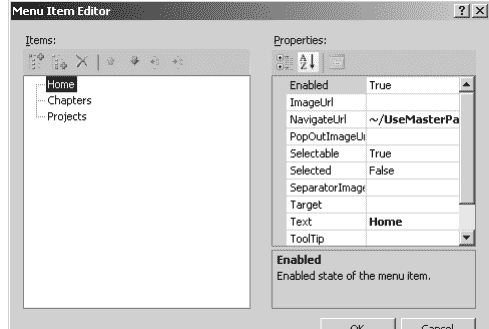 Menu Item Editor
Items:
Home
Chapters
Projects
Properties:
Enabled True
ImageUrl
NavigateUrl ~/UseMasterPa
PopOutImageU
Selectable True
Selected False
SeparatorImage
Target
Text Home
ToolTip
Enabled
Enabled state of the menu item.
OK Cancel